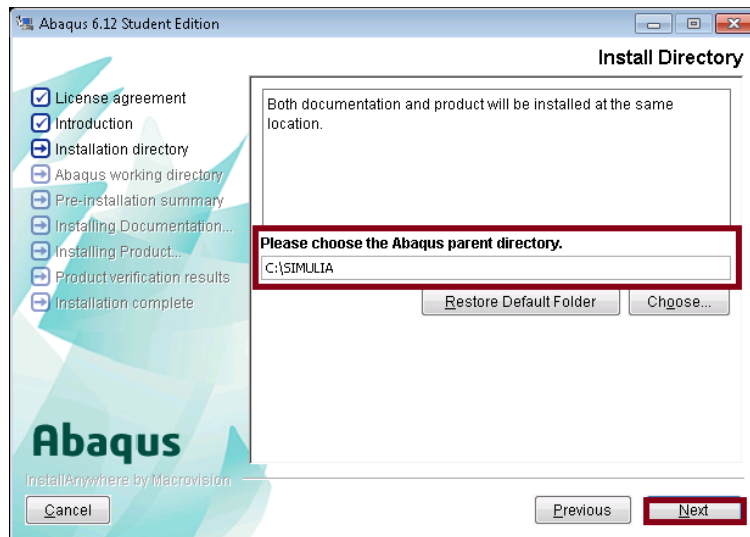 Abaqus 6.12 Student Edition
Install Directory
License agreement
Introduction
Installation directory
Abaqus working directory
Pre-installation summary
Installing Documentation...
Installing Product...
Product verification results
Installation complete
Both documentation and product will be installed at the same
location.
Please choose the Abaqus parent directory.
C:\SIMULIA
Restore Default Folder
Choose...
Abaqus
InstallAnywhere by Macrovision
Cancel
Previous
Next